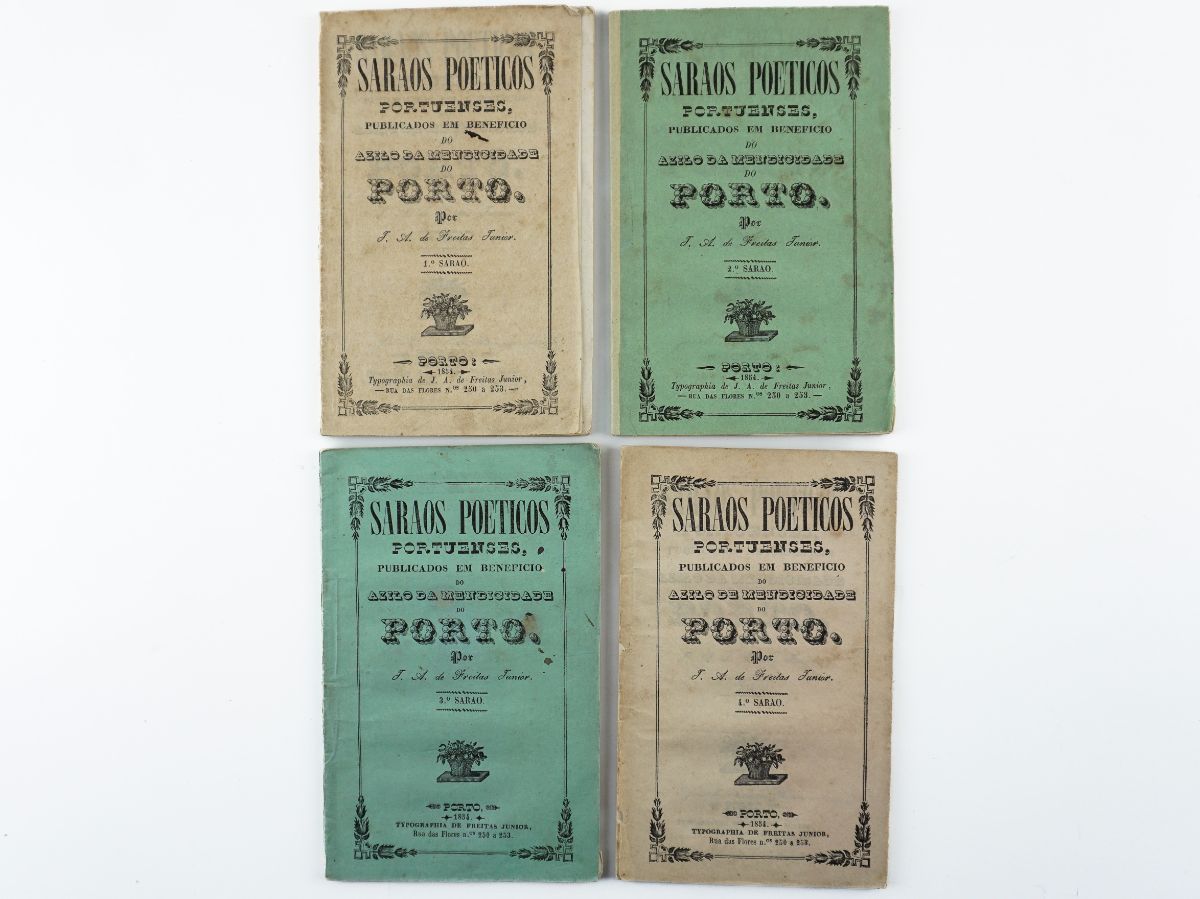 SARAOS POETICOS
PORTUENSES,
PUBLICADOS EM BENEFICIO
DO
AZILO DA MENDICIDADE
DO
PORTO.
Por
J. A. de Freitas Junior.
1.º SARAO.
PORTO:
1854.
Typographia de J. A. de Freitas Junior,
— RUA DAS FLORES N.ºs 250 a 253. —
SARAOS POETICOS
PORTUENSES,
PUBLICADOS EM BENEFICIO
DO
AZILO DA MENDICIDADE
DO
PORTO.
Por
J. A. de Freitas Junior.
2.º SARAO.
PORTO:
1854.
Typographia de J. A. de Freitas Junior,
— RUA DAS FLORES N.ºs 250 a 253. —
SARAOS POETICOS
PORTUENSES,
PUBLICADOS EM BENEFICIO
DO
AZILO DA MENDICIDADE
DO
PORTO.
Por
J. A. de Freitas Junior.
3.º SARAO.
PORTO,
1854.
TYPOGRAPHIA DE FREITAS JUNIOR,
Rua das Flores n.ºs 250 a 253.
SARAOS POETICOS
PORTUENSES,
PUBLICADOS EM BENEFICIO
DO
AZILO DE MENDICIDADE
DO
PORTO.
Por
J. A. de Freitas Junior.
4.º SARAO.
PORTO,
1854.
TYPOGRAPHIA DE FREITAS JUNIOR,
Rua das Flores n.ºs 250 a 253.